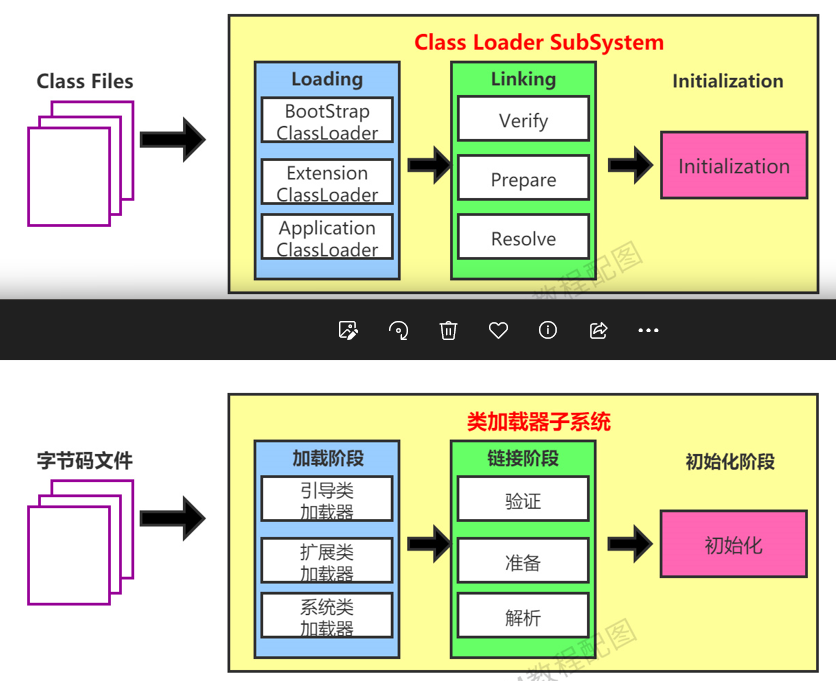 Class Loader SubSystem
Class Files
Loading
BootStrap
ClassLoader
Extension
ClassLoader
Application
ClassLoader
Linking
Verify
Prepare
Resolve
Initialization
Initialization
教程配图
类加载器子系统
字节码文件
加载阶段
引导类
加载器
扩展类
加载器
系统类
加载器
链接阶段
验证
准备
解析
初始化阶段
初始化
教程配图